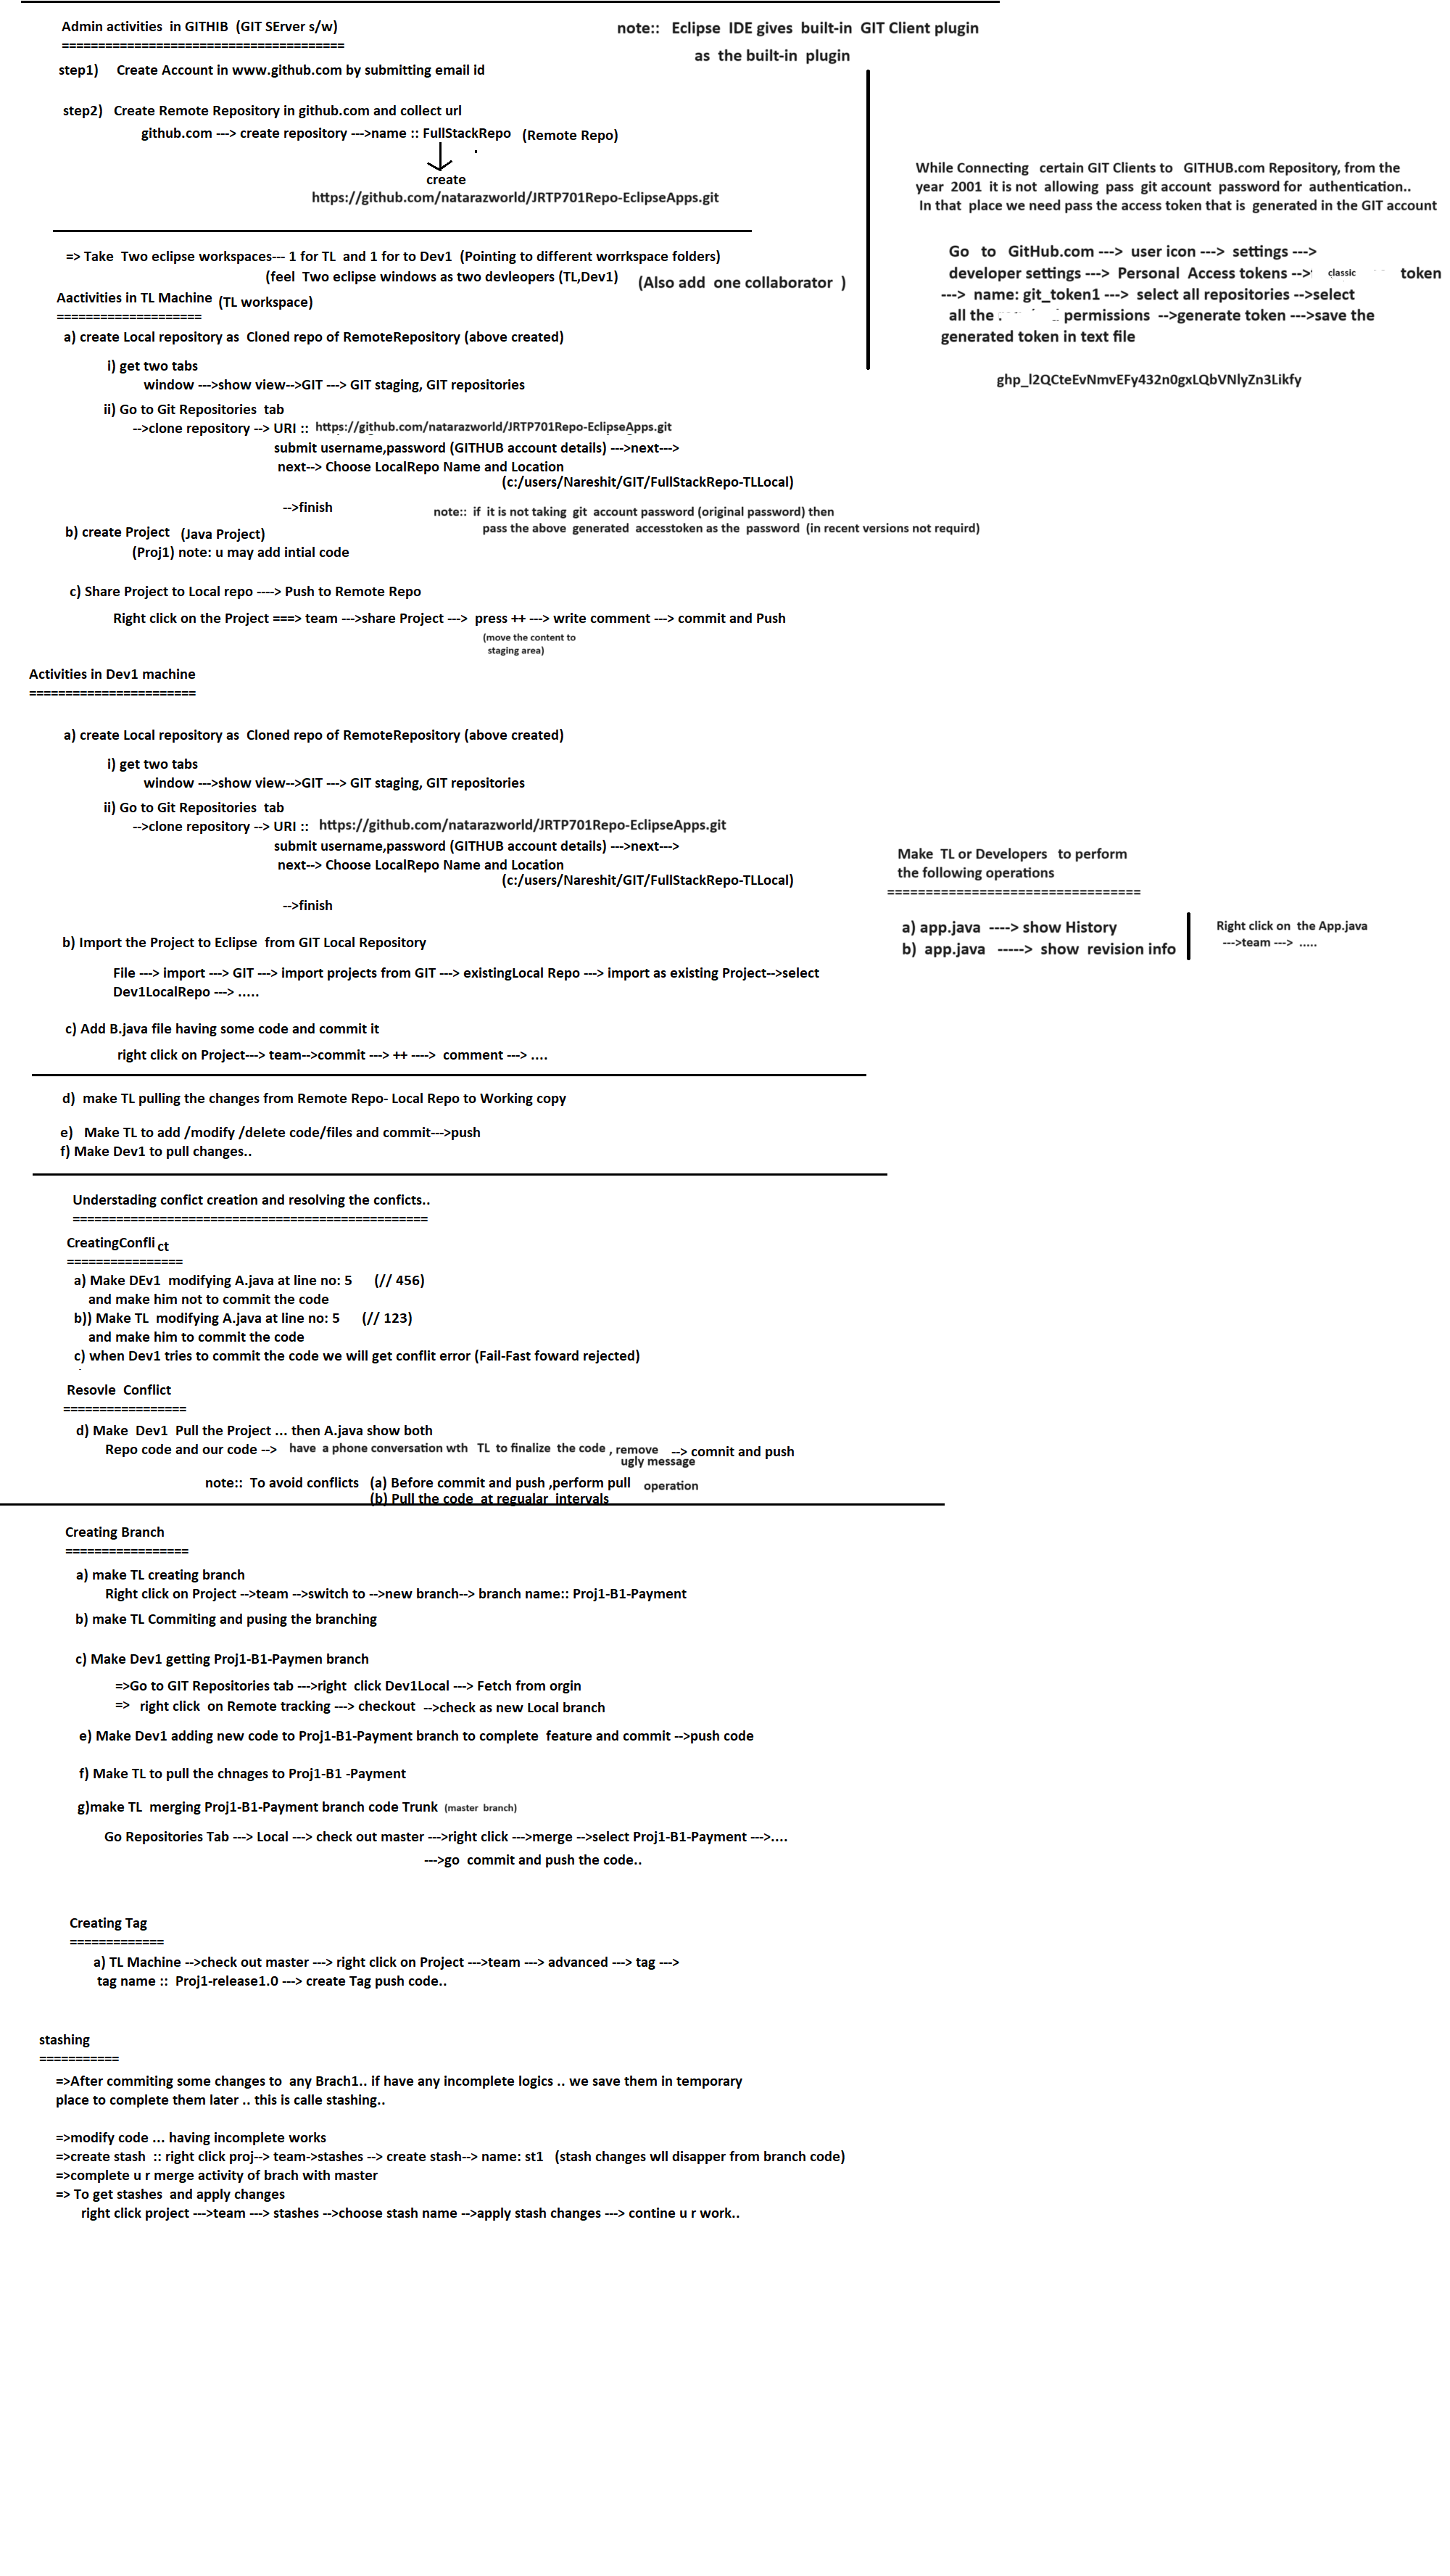 Admin activities  in GITHIB  (GIT SErver s/w)
=======================================
step1)     Create Account in www.github.com by submitting email id
step2)   Create Remote Repository in github.com and collect url
github.com ---> create repository --->name :: FullStackRepo   (Remote Repo)
create
https://github.com/natarazworld/JRTP701Repo-EclipseApps.git
note::   Eclipse  IDE gives  built-in  GIT Client plugin
as  the built-in  plugin
While Connecting   certain GIT Clients to   GITHUB.com Repository, from the
year  2001  it is not  allowing  pass  git account  password for  authentication..
In that  place we need pass the access token that is  generated in the GIT account
Go   to   GitHub.com --->  user icon --->  settings --->
developer settings --->  Personal  Access tokens -->  classic  token
--->  name: git_token1 --->  select all repositories -->select
all the  permissions  -->generate token --->save the
generated token in text file
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
=> Take  Two eclipse workspaces--- 1 for TL  and 1 for to Dev1  (Pointing to different worrkspace folders)
(feel  Two eclipse windows as two devleopers (TL,Dev1)     (Also add  one collaborator  )
Aactivities in TL Machine  (TL workspace)
====================
a) create Local repository as  Cloned repo of RemoteRepository (above created)
i) get two tabs
window --->show view-->GIT ---> GIT staging, GIT repositories
ii) Go to Git Repositories  tab
-->clone repository --> URI ::  https://github.com/natarazworld/JRTP701Repo-EclipseApps.git
submit username,password (GITHUB account details) --->next--->
next--> Choose LocalRepo Name and Location
(c:/users/Nareshit/GIT/FullStackRepo-TLLocal)
-->finish
note::  if  it is not taking  git  account password (original password) then
pass the above  generated  accesstoken as the  password  (in recent versions not requird)
b) create Project   (Java Project)
(Proj1) note: u may add intial code
c) Share Project to Local repo ----> Push to Remote Repo
Right click on the Project ===> team --->share Project --->  press ++ ---> write comment ---> commit and Push
(move the content to
staging area)
Activities in Dev1 machine
=======================
a) create Local repository as  Cloned repo of RemoteRepository (above created)
i) get two tabs
window --->show view-->GIT ---> GIT staging, GIT repositories
ii) Go to Git Repositories  tab
-->clone repository --> URI ::   https://github.com/natarazworld/JRTP701Repo-EclipseApps.git
submit username,password (GITHUB account details) --->next--->
next--> Choose LocalRepo Name and Location
(c:/users/Nareshit/GIT/FullStackRepo-TLLocal)
-->finish
b) Import the Project to Eclipse  from GIT Local Repository
File ---> import ---> GIT ---> import projects from GIT ---> existingLocal Repo ---> import as existing Project-->select
Dev1LocalRepo ---> .....
c) Add B.java file having some code and commit it
right click on Project---> team-->commit ---> ++ ---->  comment ---> ....
Make  TL or Developers   to perform
the following operations
=================================
a) app.java  ----> show History
b)  app.java   ----->  show  revision info
Right click on  the App.java
--->team --->  .....
d)  make TL pulling the changes from Remote Repo- Local Repo to Working copy
e)   Make TL to add /modify /delete code/files and commit--->push
f) Make Dev1 to pull changes..
Understading confict creation and resolving the conficts..
=================================================
CreatingConflict
================
a) Make DEv1  modifying A.java at line no: 5      (// 456)
and make him not to commit the code
b)) Make TL  modifying A.java at line no: 5      (// 123)
and make him to commit the code
c) when Dev1 tries to commit the code we will get conflit error (Fail-Fast foward rejected)
Resovle  Conflict
=================
d) Make  Dev1  Pull the Project ... then A.java show both
Repo code and our code -->   have  a phone conversation wth   TL  to finalize  the code , remove   --> comnit and push
ugly message
note::  To avoid conflicts   (a) Before commit and push ,perform pull   operation
(b) Pull the code  at regualar  intervals
Creating Branch
=================
a) make TL creating branch
Right click on Project -->team -->switch to -->new branch--> branch name:: Proj1-B1-Payment
b) make TL Commiting and pusing the branching
c) Make Dev1 getting Proj1-B1-Paymen branch
=>Go to GIT Repositories tab --->right  click Dev1Local ---> Fetch from orgin
=>   right click  on Remote tracking ---> checkout  -->check as new Local branch
e) Make Dev1 adding new code to Proj1-B1-Payment branch to complete  feature and commit -->push code
f) Make TL to pull the chnages to Proj1-B1 -Payment
g)make TL  merging Proj1-B1-Payment branch code Trunk  (master  branch)
Go Repositories Tab ---> Local ---> check out master --->right click --->merge -->select Proj1-B1-Payment --->....
--->go  commit and push the code..
Creating Tag
=============
a) TL Machine -->check out master ---> right click on Project --->team ---> advanced ---> tag --->
tag name ::  Proj1-release1.0 ---> create Tag push code..
stashing
===========
=>After commiting some changes to  any Brach1.. if have any incomplete logics .. we save them in temporary
place to complete them later .. this is calle stashing..
=>modify code ... having incomplete works
=>create stash  :: right click proj--> team->stashes --> create stash--> name: st1   (stash changes wll disapper from branch code)
=>complete u r merge activity of brach with master
=> To get stashes  and apply changes
right click project --->team ---> stashes -->choose stash name -->apply stash changes ---> contine u r work..